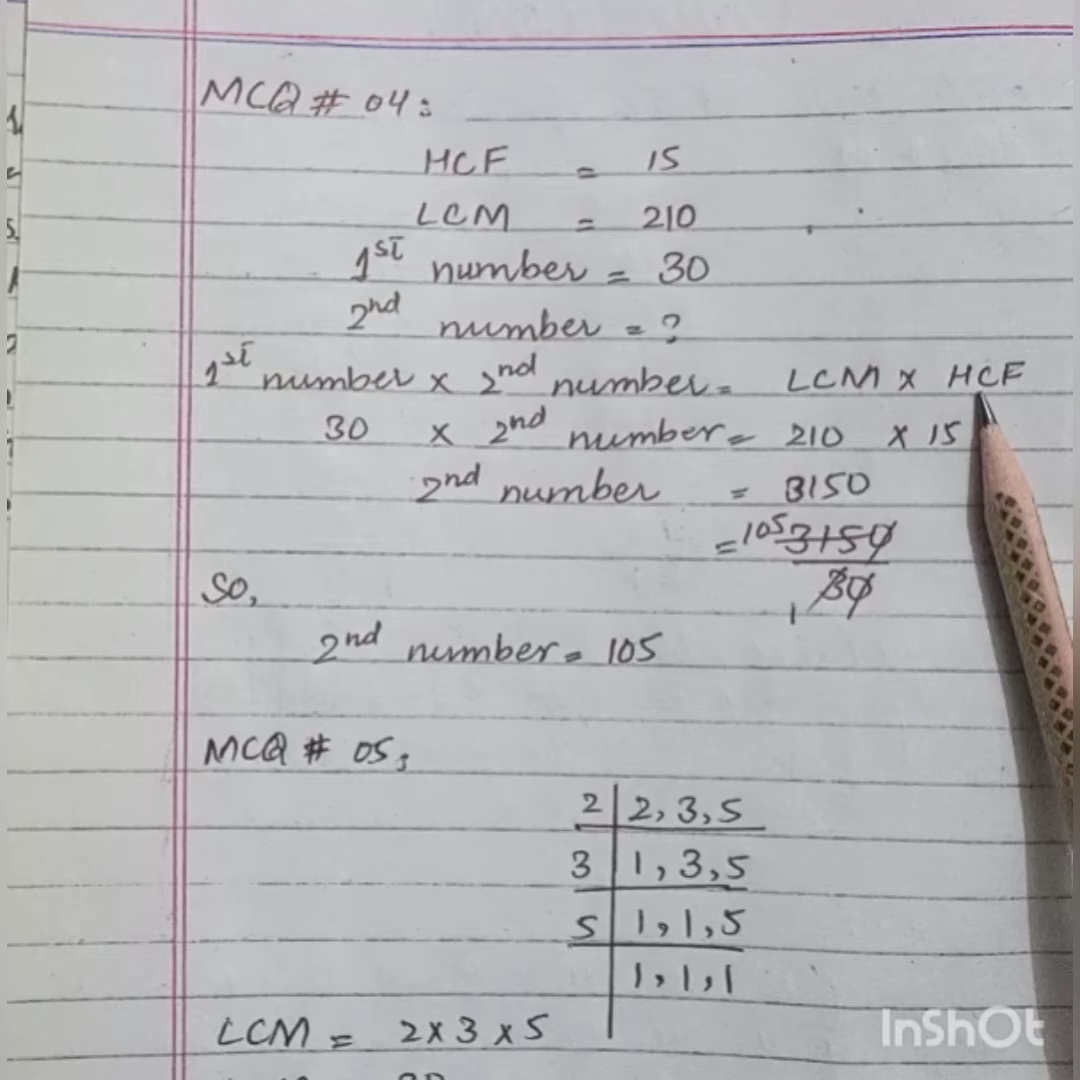 MCQ # 04:
HCF = 15
LCM = 210
1st number = 30
2nd number = ?
1st number x 2nd number = LCM x HCF
30 x 2nd number = 210 x 15
2nd number = 3150
= 105 3150
1 30
So,
2nd number = 105
MCQ # 05:
2 | 2, 3, 5
3 | 1, 3, 5
5 | 1, 1, 5
1, 1, 1
LCM = 2 x 3 x 5
InShOt